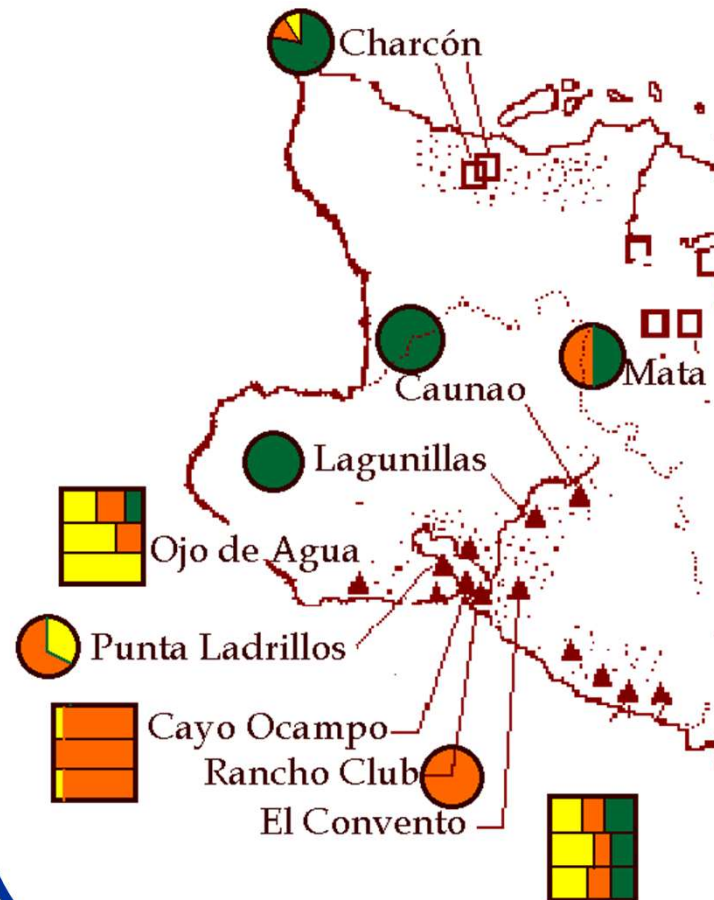 Charcón
Mata
Caunao
Lagunillas
Ojo de Agua
Punta Ladrillos
Cayo Ocampo
Rancho Club
El Convento